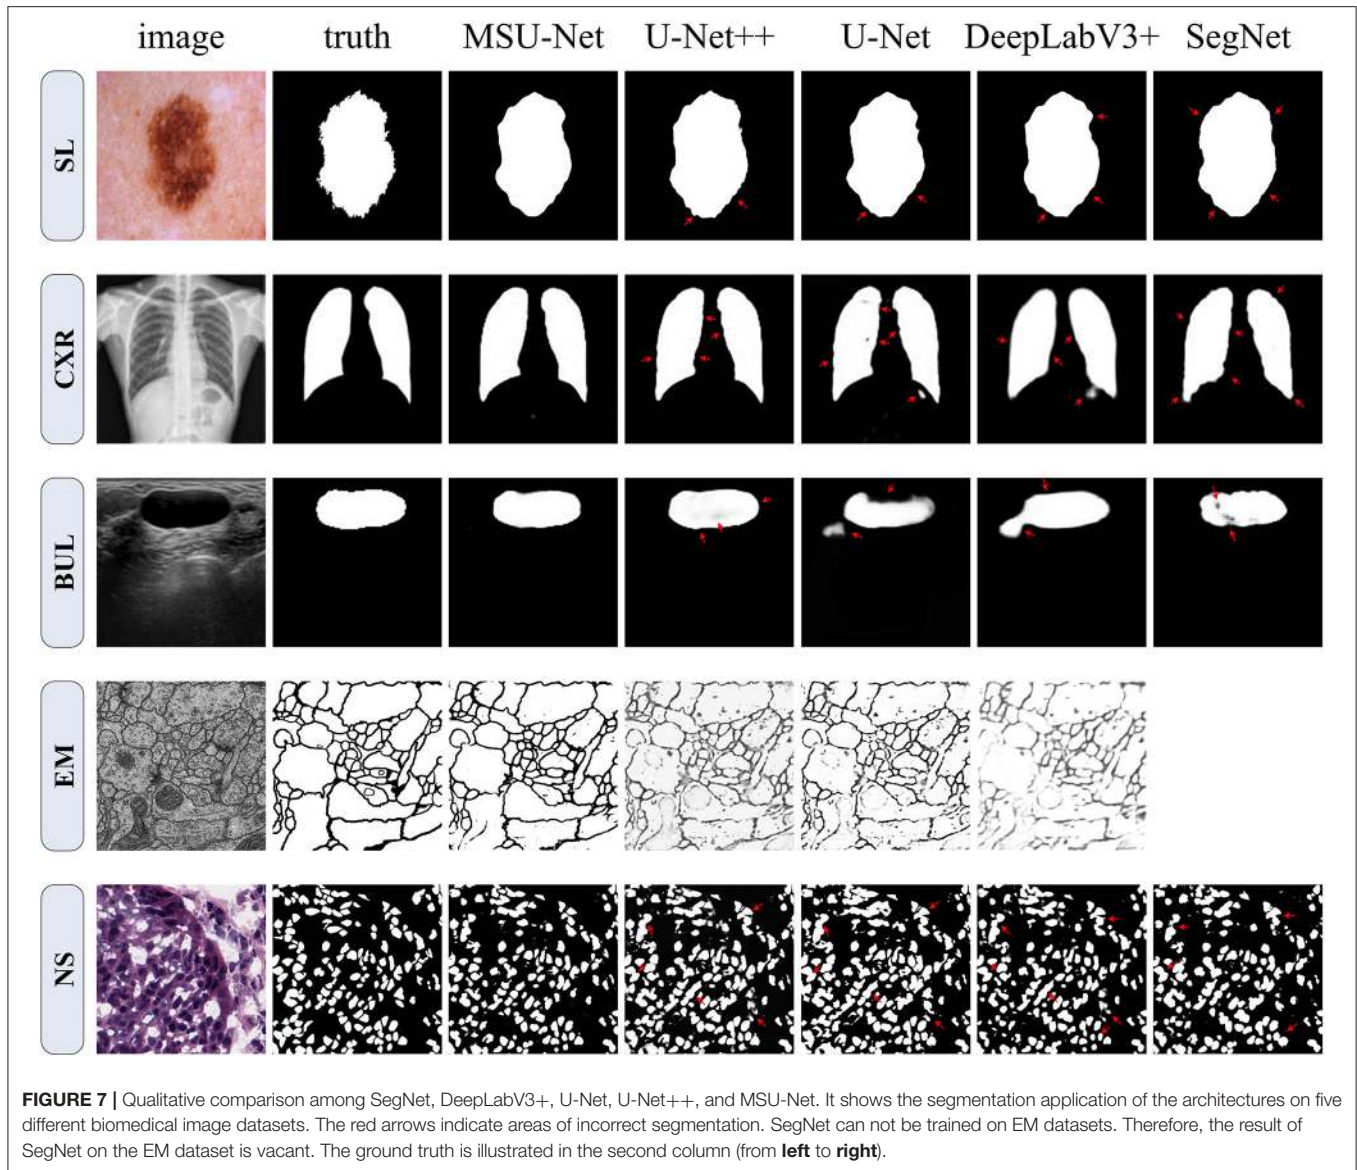 image truth MSU-Net U-Net++ U-Net DeepLabV3+ SegNet
SL
CXR
BUL
EM
NS
FIGURE 7 | Qualitative comparison among SegNet, DeepLabV3+, U-Net, U-Net++, and MSU-Net. It shows the segmentation application of the architectures on five
different biomedical image datasets. The red arrows indicate areas of incorrect segmentation. SegNet can not be trained on EM datasets. Therefore, the result of
SegNet on the EM dataset is vacant. The ground truth is illustrated in the second column (from left to right).